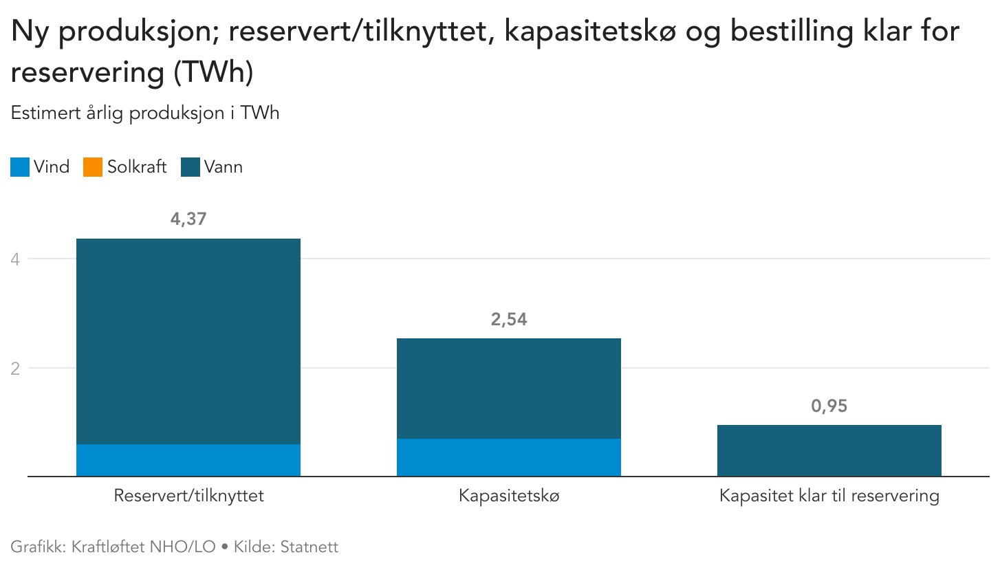 Ny produksjon; reservert/tilknyttet, kapasitetskø og bestilling klar for
reservering (TWh)
Estimert årlig produksjon i TWh
Vind Solkraft Vann
4,37
4
2,54
2
0,95
Reservert/tilknyttet Kapasitetskø Kapasitet klar til reservering
Grafikk: Kraftløftet NHO/LO • Kilde: Statnett